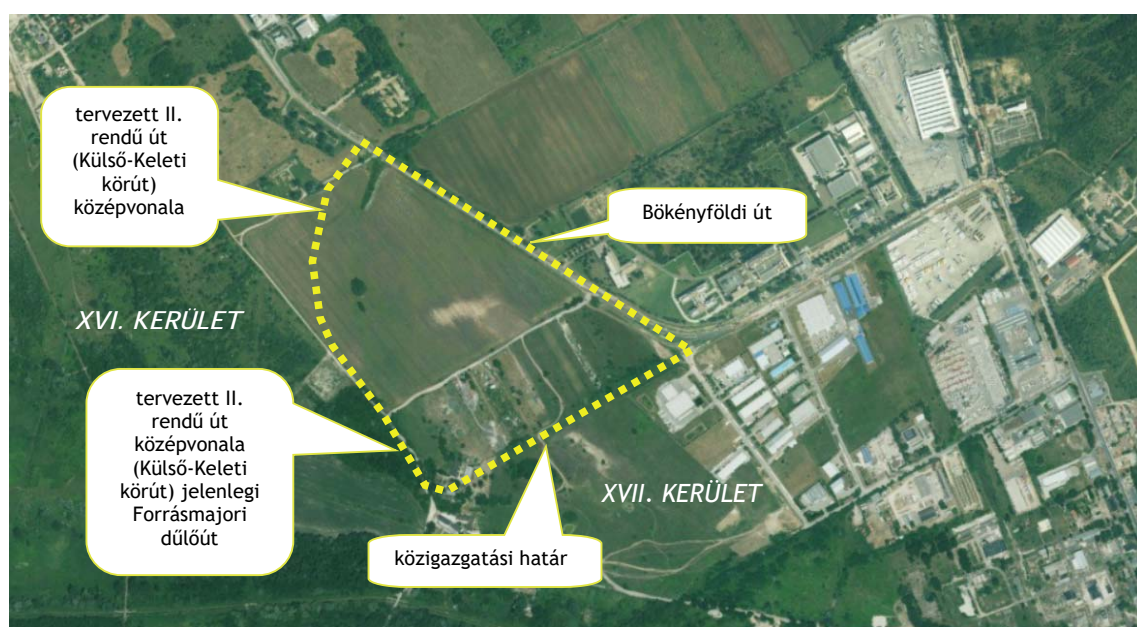 tervezett II.
rendű út
(Külső-Keleti
körút)
középvonala
Bökényföldi út
XVI. KERÜLET
tervezett II.
rendű út
középvonala
(Külső-Keleti
körút) jelenlegi
Forrásmajori
dűlőút
XVII. KERÜLET
közigazgatási határ